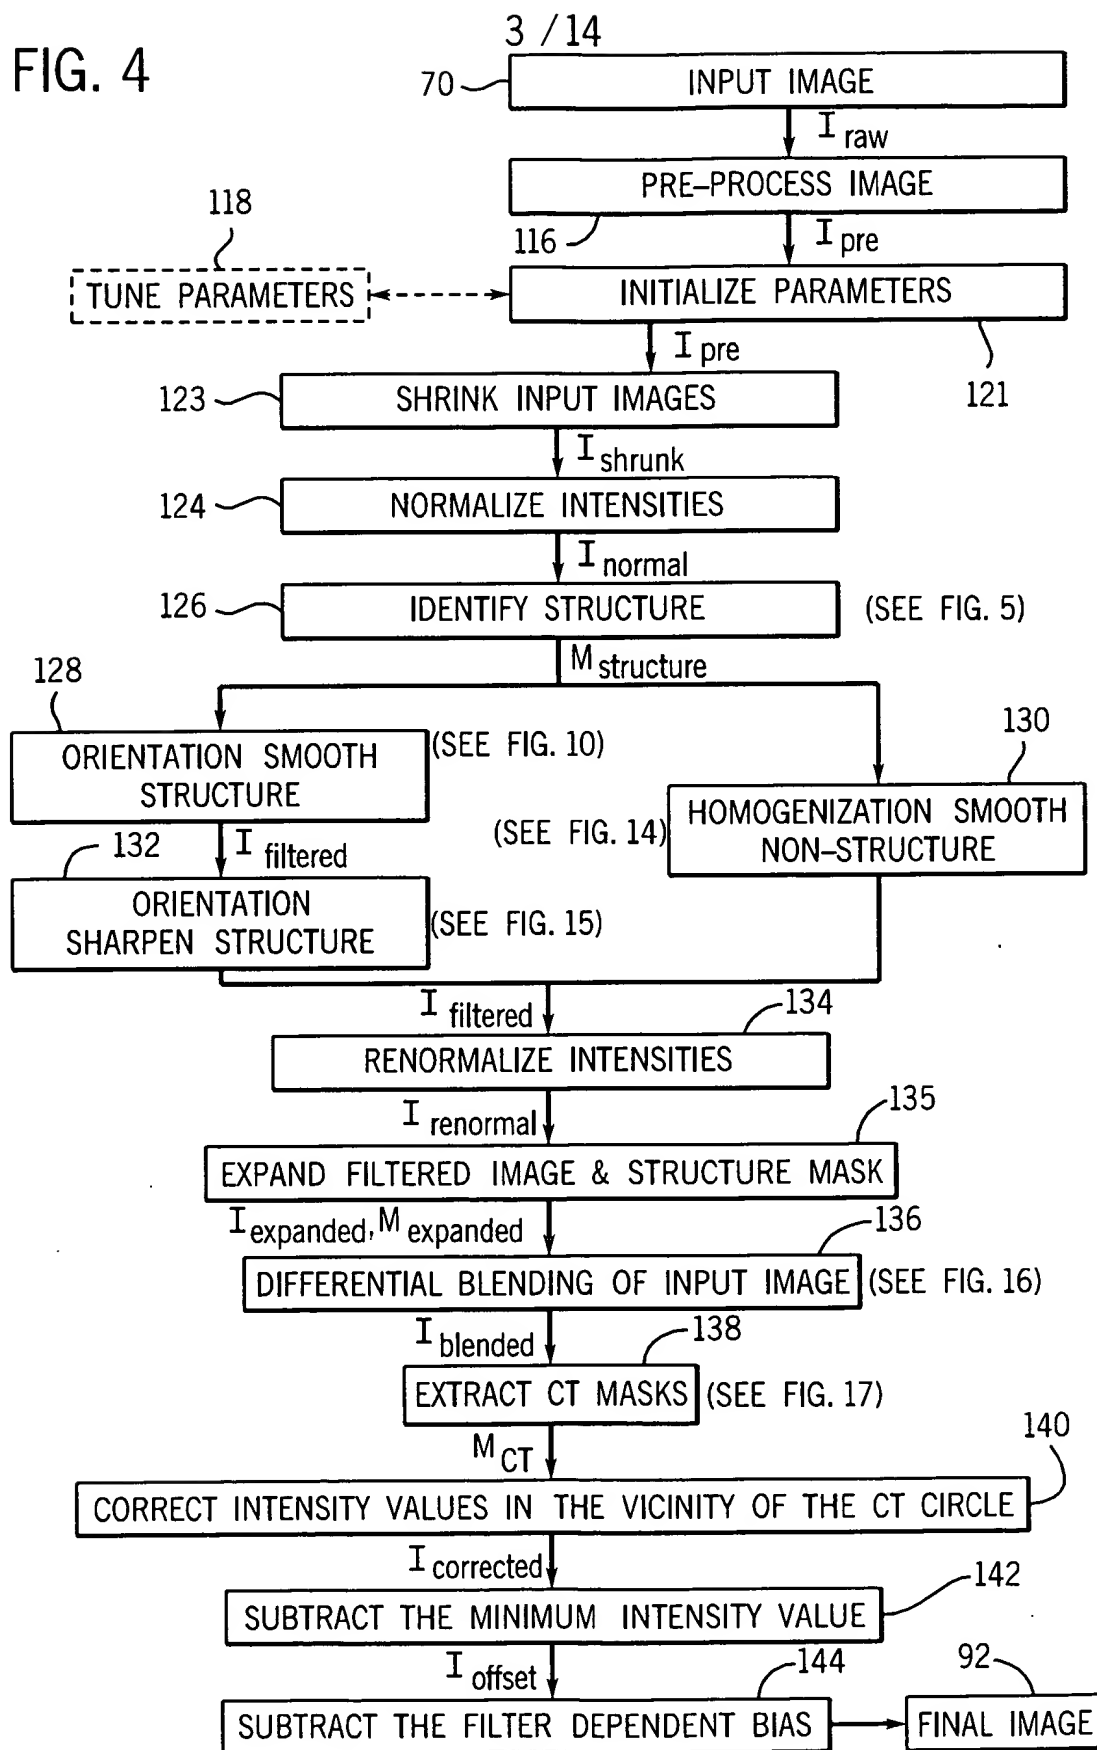 3 / 14
FIG. 4
70
INPUT IMAGE
I raw
PRE-PROCESS IMAGE
116
I pre
118
TUNE PARAMETERS
INITIALIZE PARAMETERS
121
I pre
123
SHRINK INPUT IMAGES
I shrunk
124
NORMALIZE INTENSITIES
I normal
126
IDENTIFY STRUCTURE
(SEE FIG. 5)
M structure
128
ORIENTATION SMOOTH
STRUCTURE
(SEE FIG. 10)
130
HOMOGENIZATION SMOOTH
NON-STRUCTURE
(SEE FIG. 14)
132
I filtered
ORIENTATION
SHARPEN STRUCTURE
(SEE FIG. 15)
I filtered
134
RENORMALIZE INTENSITIES
I renormal
135
EXPAND FILTERED IMAGE & STRUCTURE MASK
I expanded, M expanded
136
DIFFERENTIAL BLENDING OF INPUT IMAGE
(SEE FIG. 16)
I blended
138
EXTRACT CT MASKS
(SEE FIG. 17)
M CT
140
CORRECT INTENSITY VALUES IN THE VICINITY OF THE CT CIRCLE
I corrected
142
SUBTRACT THE MINIMUM INTENSITY VALUE
I offset
144
SUBTRACT THE FILTER DEPENDENT BIAS
92
FINAL IMAGE